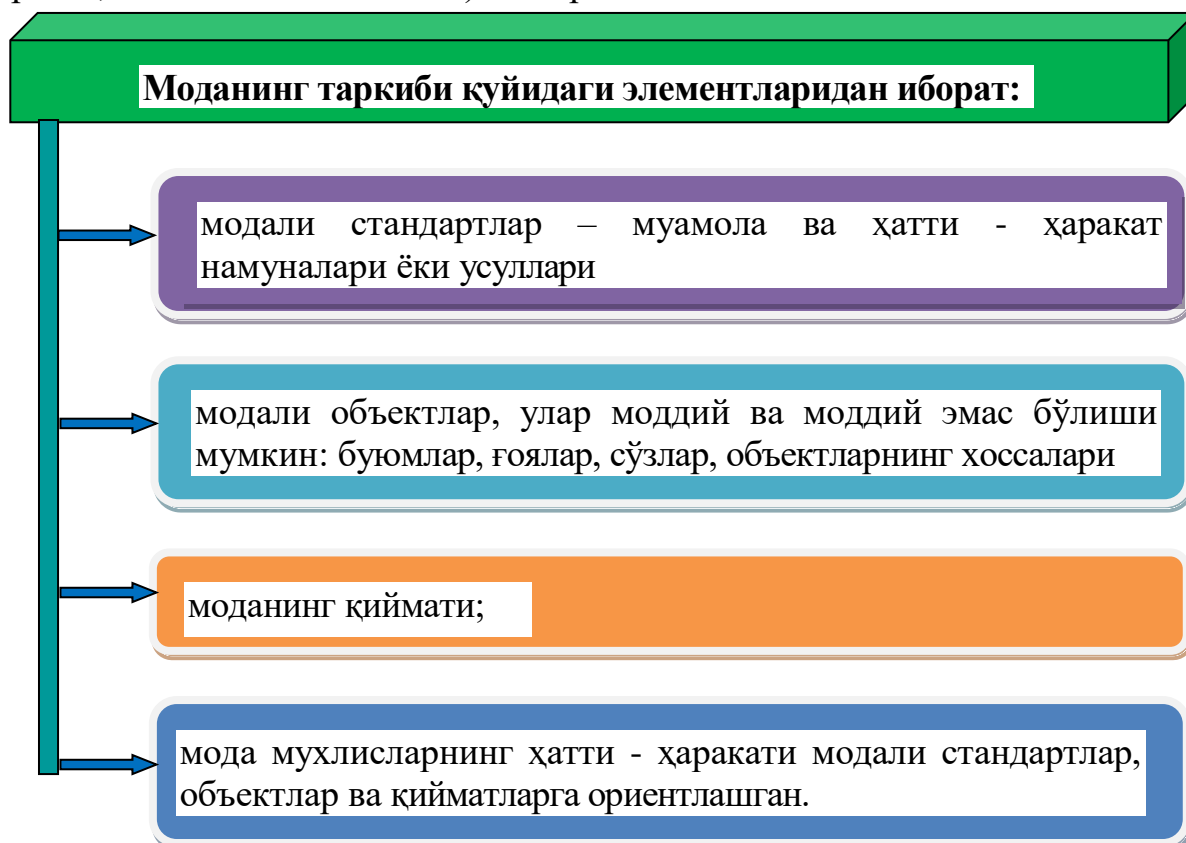 Моданинг таркиби қуйидаги элементларидан иборат:
модали стандартлар – муамола ва ҳатти - ҳаракат
намуналари ёки усуллари
модали объектлар, улар моддий ва моддий эмас бўлиши
мумкин: буюмлар, ғоялар, сўзлар, объектларнинг хоссалари
моданинг қиймати;
мода мухлисларнинг ҳатти - ҳаракати модали стандартлар,
объектлар ва қийматларга ориентлашган.